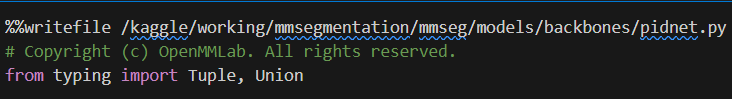 %%writefile /kaggle/working/mmsegmentation/mmseg/models/backbones/pidnet.py
# Copyright (c) OpenMMLab. All rights reserved.
from typing import Tuple, Union